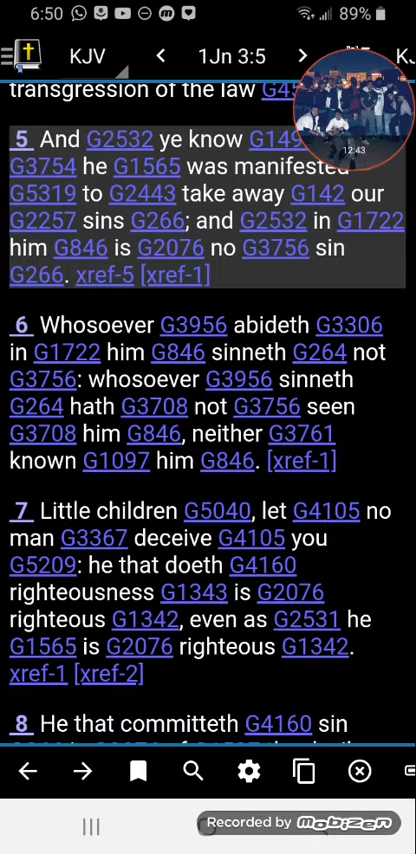 6:50 89%
KJV 1Jn 3:5
transgression of the law
5 And G2532 ye know
G3754 he G1565 was manifested
G5319 to G2443 take away G142 our
G2257 sins G266; and G2532 in G1722
him G846 is G2076 no G3756 sin
G266. xref-5 [xref-1]
12:43
6 Whosoever G3956 abideth G3306
in G1722 him G846 sinneth G264 not
G3756: whosoever G3956 sinneth
G264 hath G3708 not G3756 seen
G3708 him G846, neither G3761
known G1097 him G846. [xref-1]
7 Little children G5040, let G4105 no
man G3367 deceive G4105 you
G5209: he that doeth G4160
righteousness G1343 is G2076
righteous G1342, even as G2531 he
G1565 is G2076 righteous G1342.
xref-1 [xref-2]
8 He that committeth G4160 sin
Recorded by mobizen